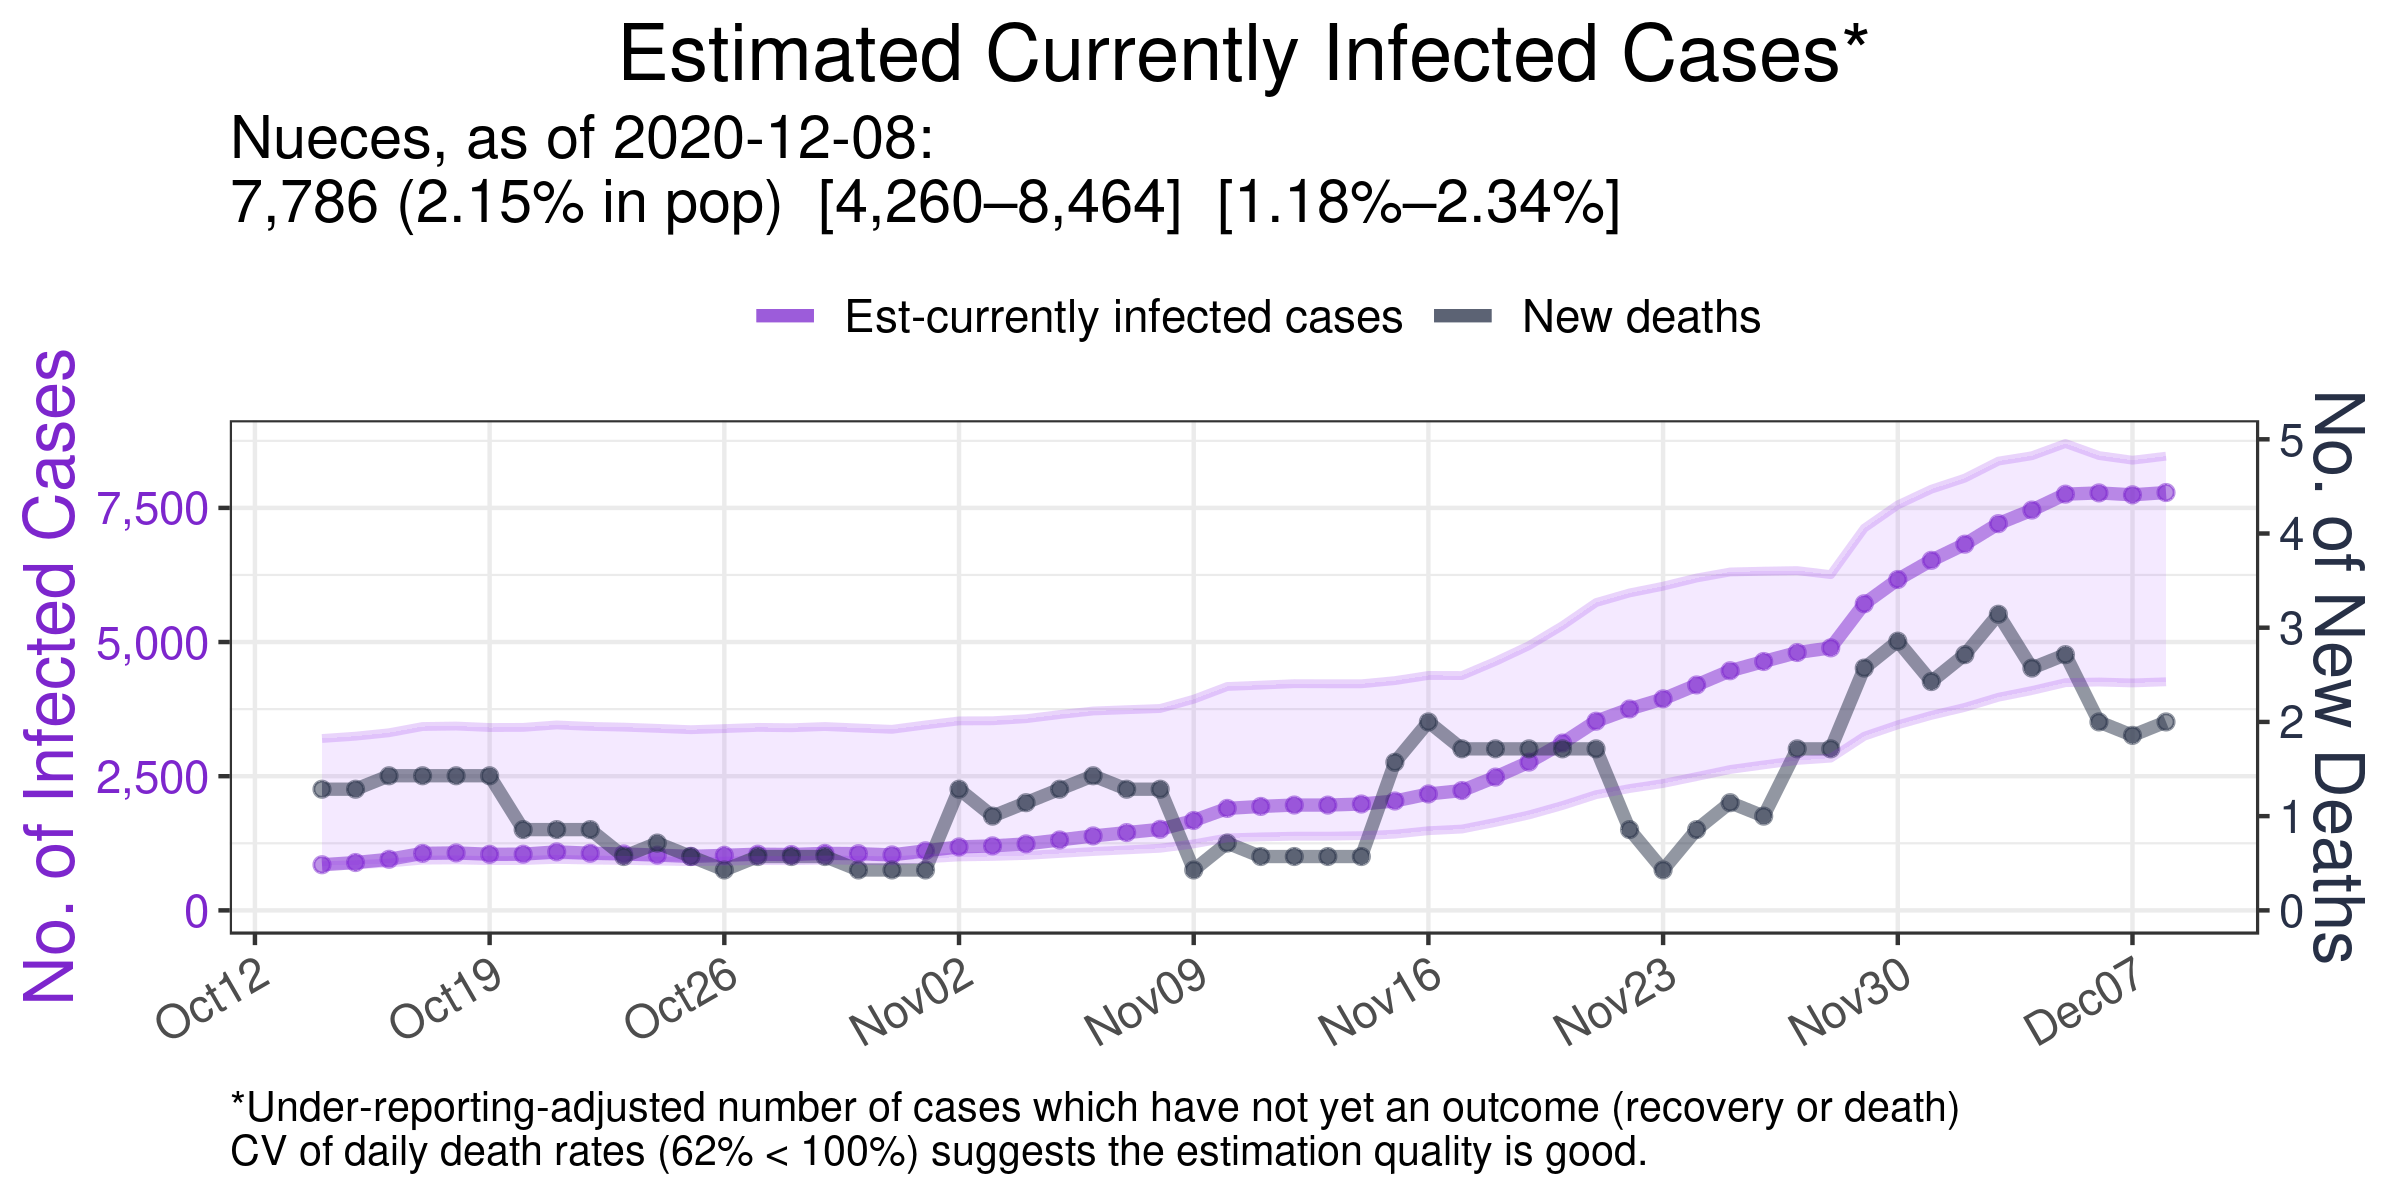 Estimated Currently Infected Cases*
Nueces, as of 2020-12-08:
7,786 (2.15% in pop)  [4,260–8,464]  [1.18%–2.34%]
Est-currently infected cases
New deaths
No. of Infected Cases
7,500
5,000
2,500
0
5
4
3
2
1
0
No. of New Deaths
Oct12
Oct19
Oct26
Nov02
Nov09
Nov16
Nov23
Nov30
Dec07
*Under-reporting-adjusted number of cases which have not yet an outcome (recovery or death)
CV of daily death rates (62% < 100%) suggests the estimation quality is good.